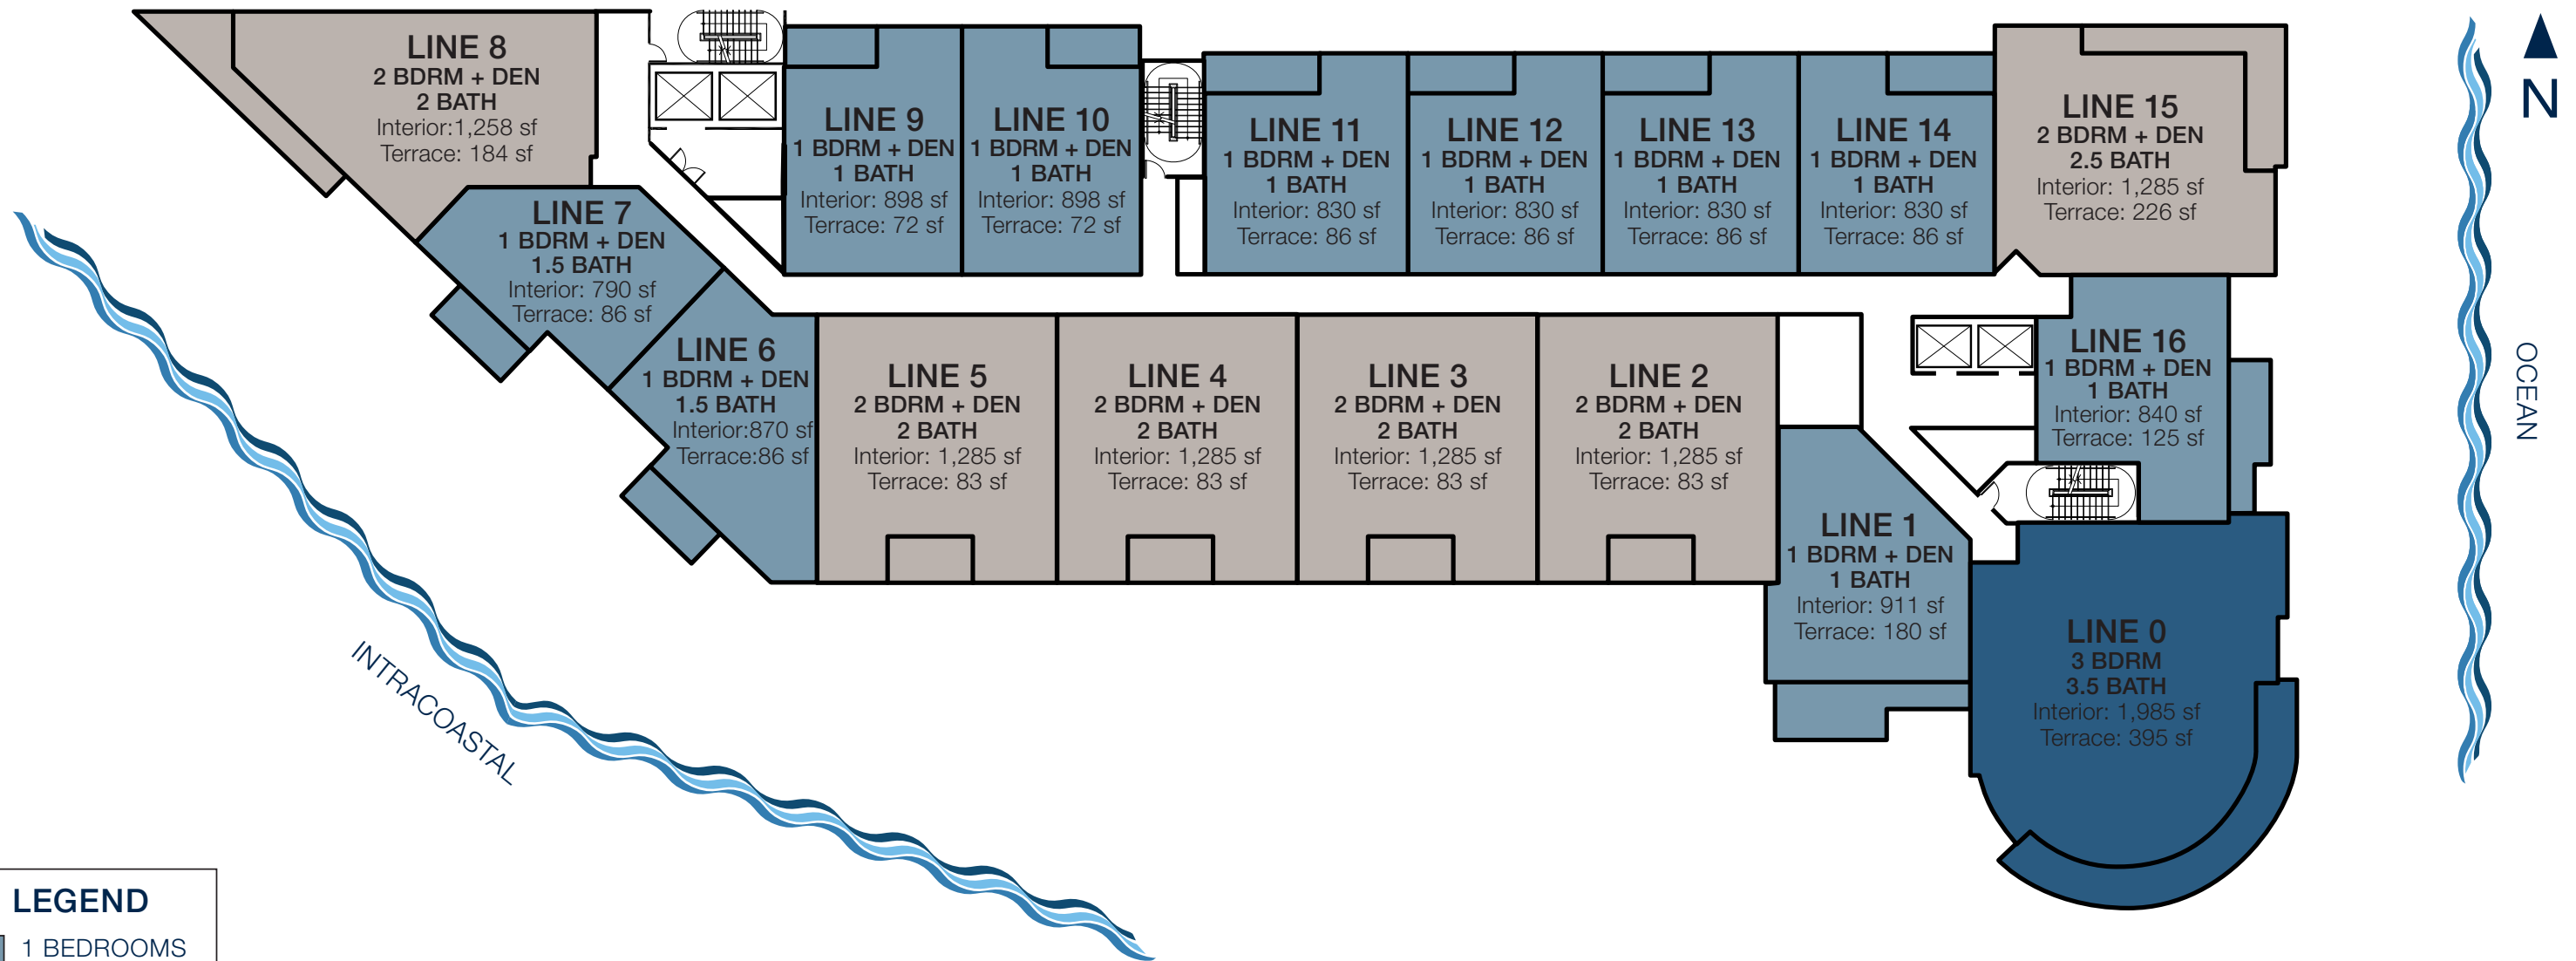 LINE 8
2 BDRM + DEN
2 BATH
Interior:1,258 sf
Terrace: 184 sf
LINE 9
1 BDRM + DEN
1 BATH
Interior: 898 sf
Terrace: 72 sf
LINE 10
1 BDRM + DEN
1 BATH
Interior: 898 sf
Terrace: 72 sf
LINE 11
1 BDRM + DEN
1 BATH
Interior: 830 sf
Terrace: 86 sf
LINE 12
1 BDRM + DEN
1 BATH
Interior: 830 sf
Terrace: 86 sf
LINE 13
1 BDRM + DEN
1 BATH
Interior: 830 sf
Terrace: 86 sf
LINE 14
1 BDRM + DEN
1 BATH
Interior: 830 sf
Terrace: 86 sf
LINE 15
2 BDRM + DEN
2.5 BATH
Interior: 1,285 sf
Terrace: 226 sf
N
LINE 7
1 BDRM + DEN
1.5 BATH
Interior: 790 sf
Terrace: 86 sf
LINE 6
1 BDRM + DEN
1.5 BATH
Interior:870 sf
Terrace:86 sf
LINE 5
2 BDRM + DEN
2 BATH
Interior: 1,285 sf
Terrace: 83 sf
LINE 4
2 BDRM + DEN
2 BATH
Interior: 1,285 sf
Terrace: 83 sf
LINE 3
2 BDRM + DEN
2 BATH
Interior: 1,285 sf
Terrace: 83 sf
LINE 2
2 BDRM + DEN
2 BATH
Interior: 1,285 sf
Terrace: 83 sf
LINE 16
1 BDRM + DEN
1 BATH
Interior: 840 sf
Terrace: 125 sf
OCEAN
LINE 1
1 BDRM + DEN
1 BATH
Interior: 911 sf
Terrace: 180 sf
LINE 0
3 BDRM
3.5 BATH
Interior: 1,985 sf
Terrace: 395 sf
INTRACOASTAL
LEGEND
1 BEDROOMS